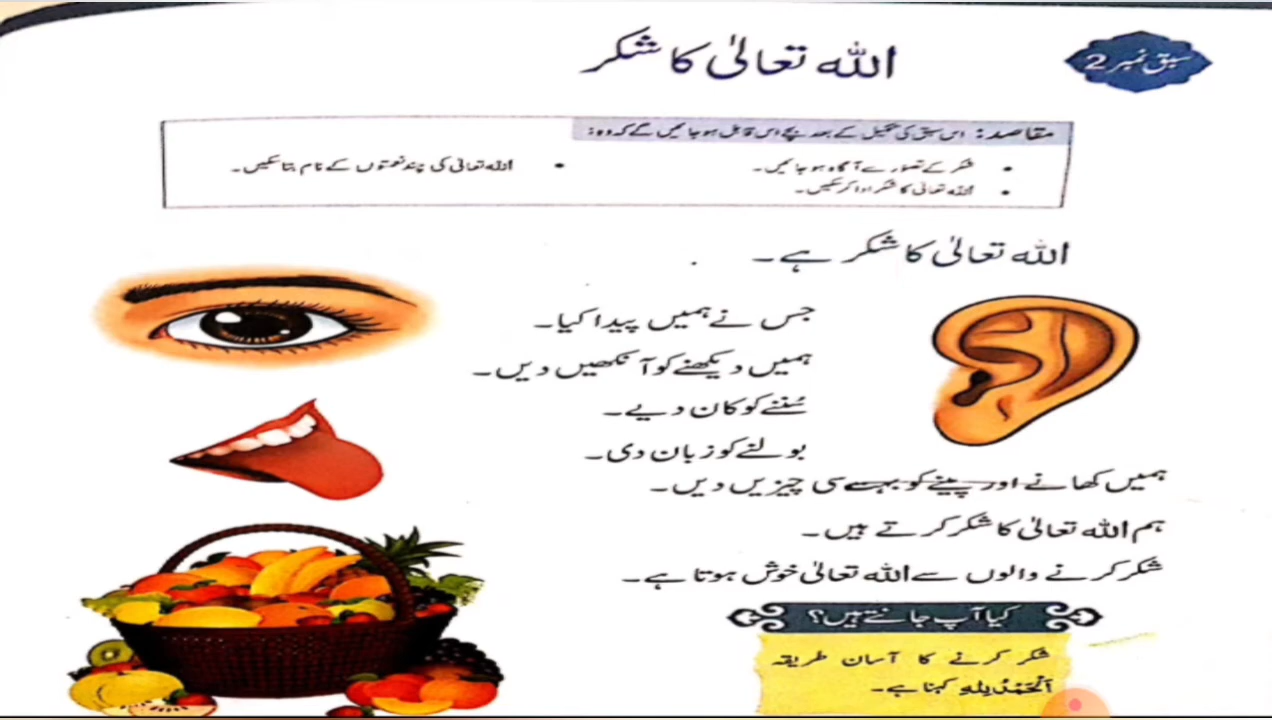 سبق نمبر 2
اللہ تعالیٰ کا شکر
مقاصد: اس سبق کی تکمیل کے بعد بچے اس قابل ہو جائیں گے کہ وہ:
• شکر کے تصور سے آگاہ ہو جائیں۔
• اللہ تعالیٰ کی چند نعمتوں کے نام بتا سکیں۔
• اللہ تعالیٰ کا شکر ادا کر سکیں۔
اللہ تعالیٰ کا شکر ہے۔
جس نے ہمیں پیدا کیا۔
ہمیں دیکھنے کو آنکھیں دیں۔
سُننے کو کان دیے۔
بولنے کو زبان دی۔
ہمیں کھانے اور پینے کو بہت سی چیزیں دیں۔
ہم اللہ تعالیٰ کا شکر کرتے ہیں۔
شکر کرنے والوں سے اللہ تعالیٰ خوش ہوتا ہے۔
کیا آپ جانتے ہیں؟
شکر کرنے کا آسان طریقہ
اَلْحَمْدُ لِلّٰہِ کہنا ہے۔